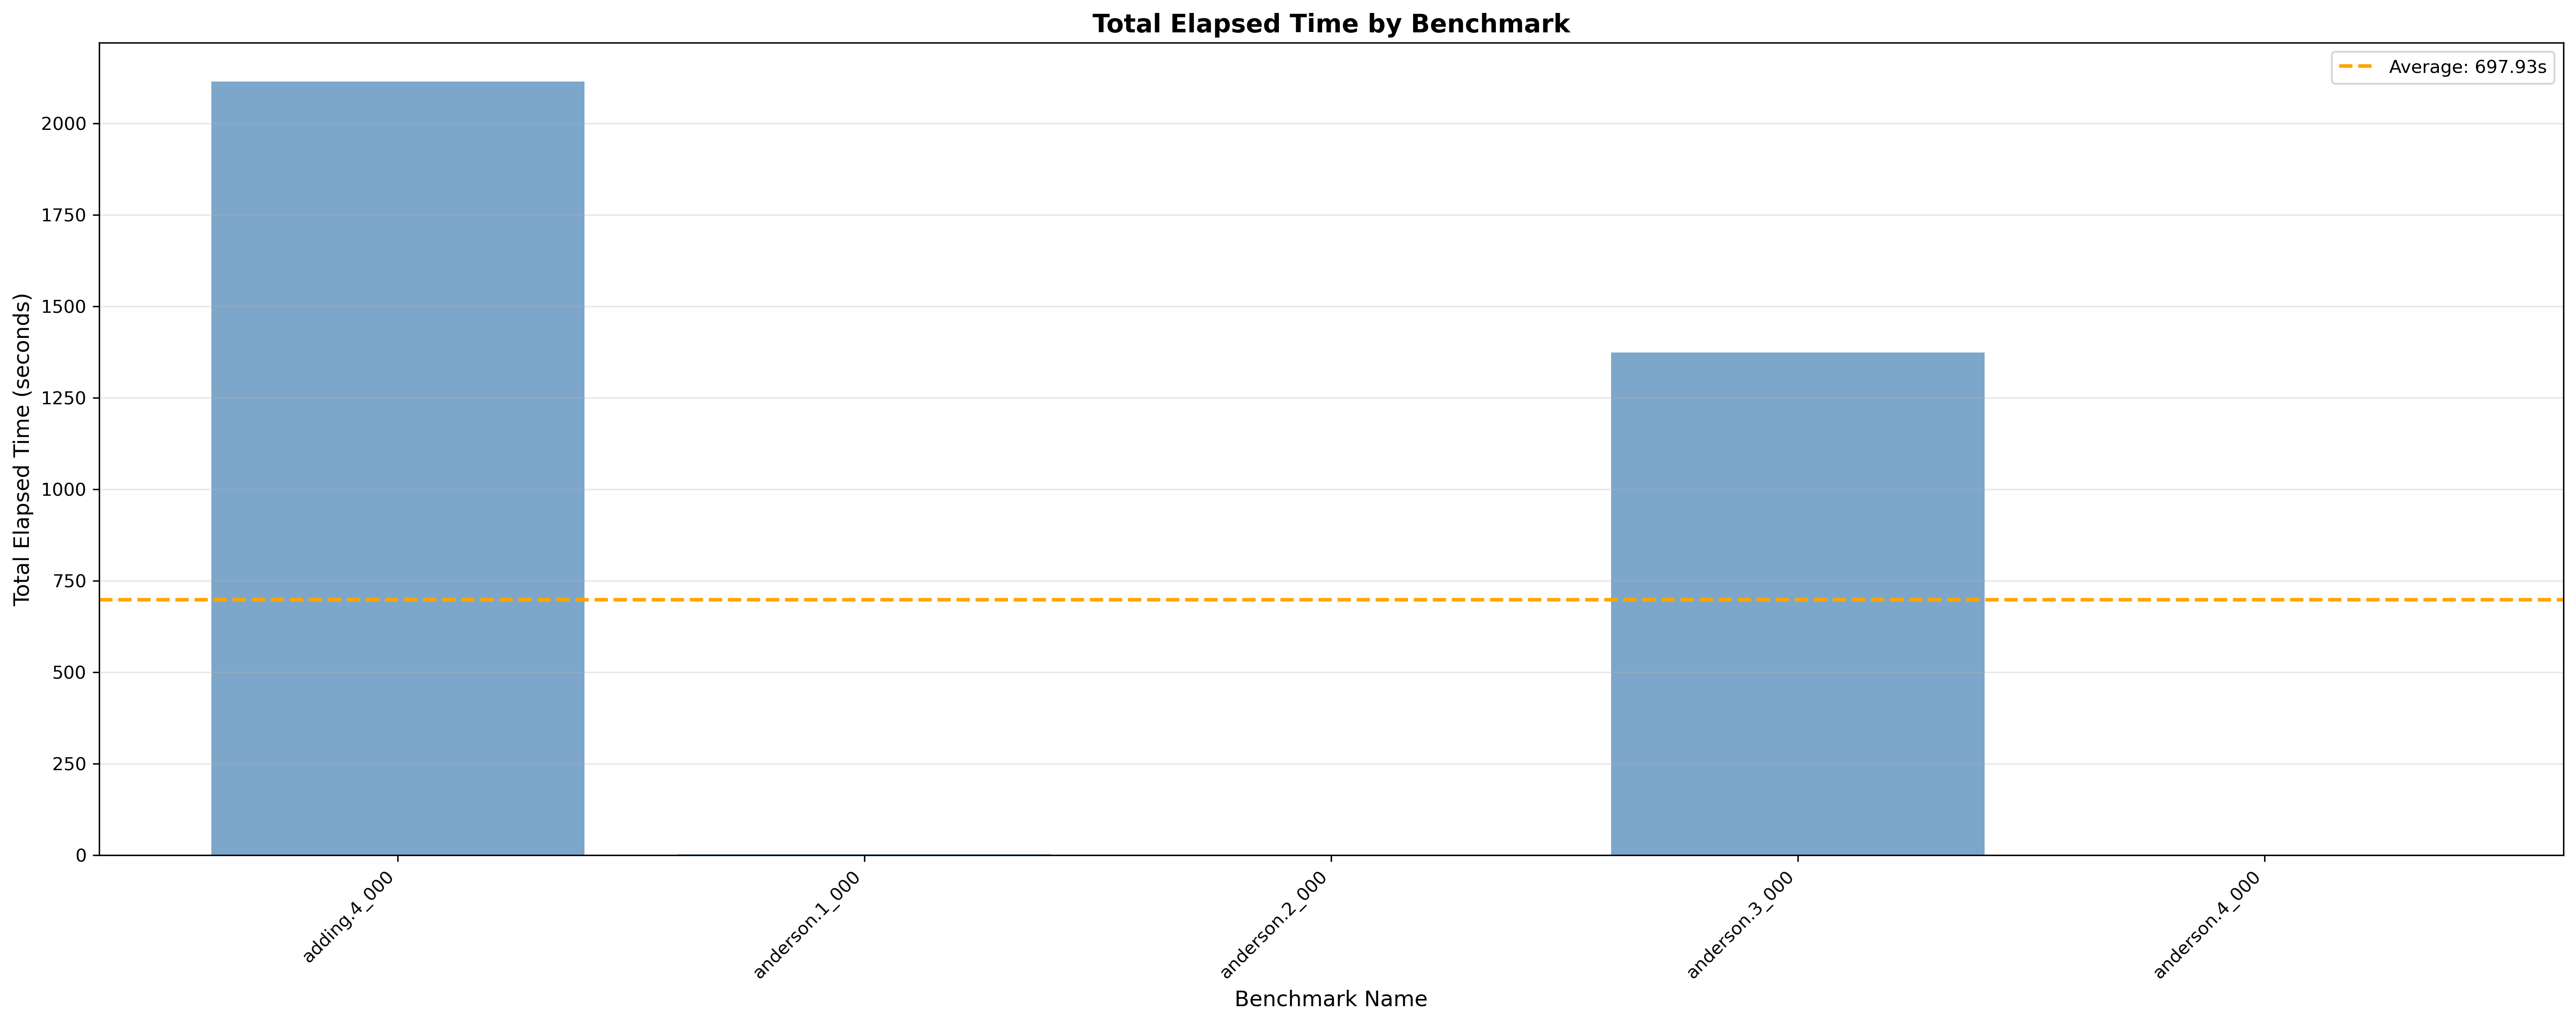 Total Elapsed Time by Benchmark
Average: 697.93s
Total Elapsed Time (seconds)
2000
1750
1500
1250
1000
750
500
250
0
adding.4_000
anderson.1_000
anderson.2_000
anderson.3_000
anderson.4_000
Benchmark Name